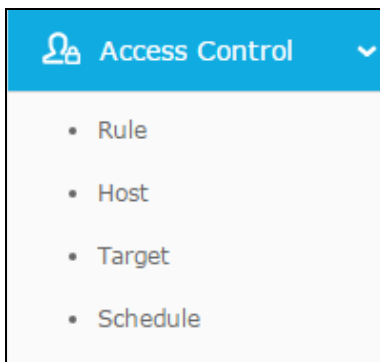 Access Control
Rule
Host
Target
Schedule